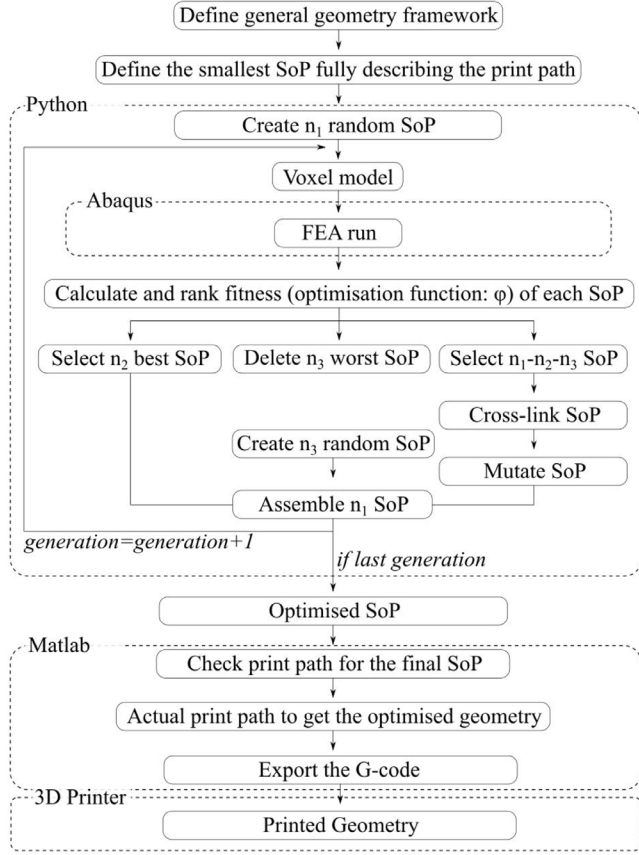 Define general geometry framework
Define the smallest SoP fully describing the print path
Python
Create n₁ random SoP
Voxel model
Abaqus
FEA run
Calculate and rank fitness (optimisation function: φ) of each SoP
Select n₂ best SoP
Delete n₃ worst SoP
Select n₁-n₂-n₃ SoP
Cross-link SoP
Create n₃ random SoP
Mutate SoP
Assemble n₁ SoP
generation=generation+1
if last generation
Optimised SoP
Matlab
Check print path for the final SoP
Actual print path to get the optimised geometry
Export the G-code
3D Printer
Printed Geometry